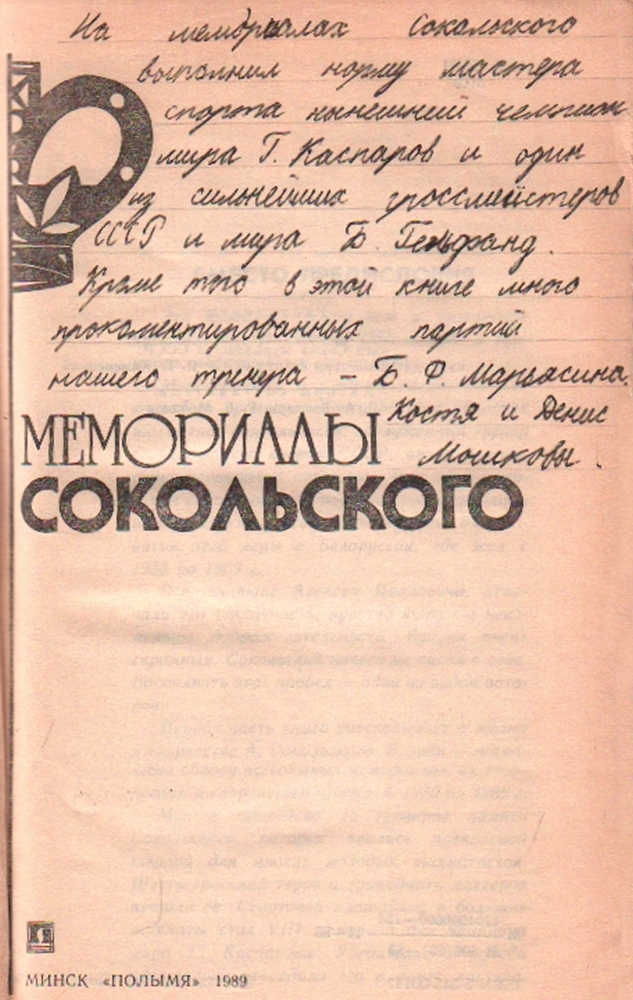 На мемориалах Сокольского
выполнил норму мастера
спорта нынешний чемпион
мира Г. Каспаров и один
из сильнейших гроссмейстеров
СССР и мира Б. Гельфанд.
Кроме того в этой книге много
прокоментированных партий
нашего тренера – Б. Ф. Марьясина.
Костя и Денис
Мошковы.
МЕМОРИАЛЫ
СОКОЛЬСКОГО
МИНСК «ПОЛЫМЯ» 1989